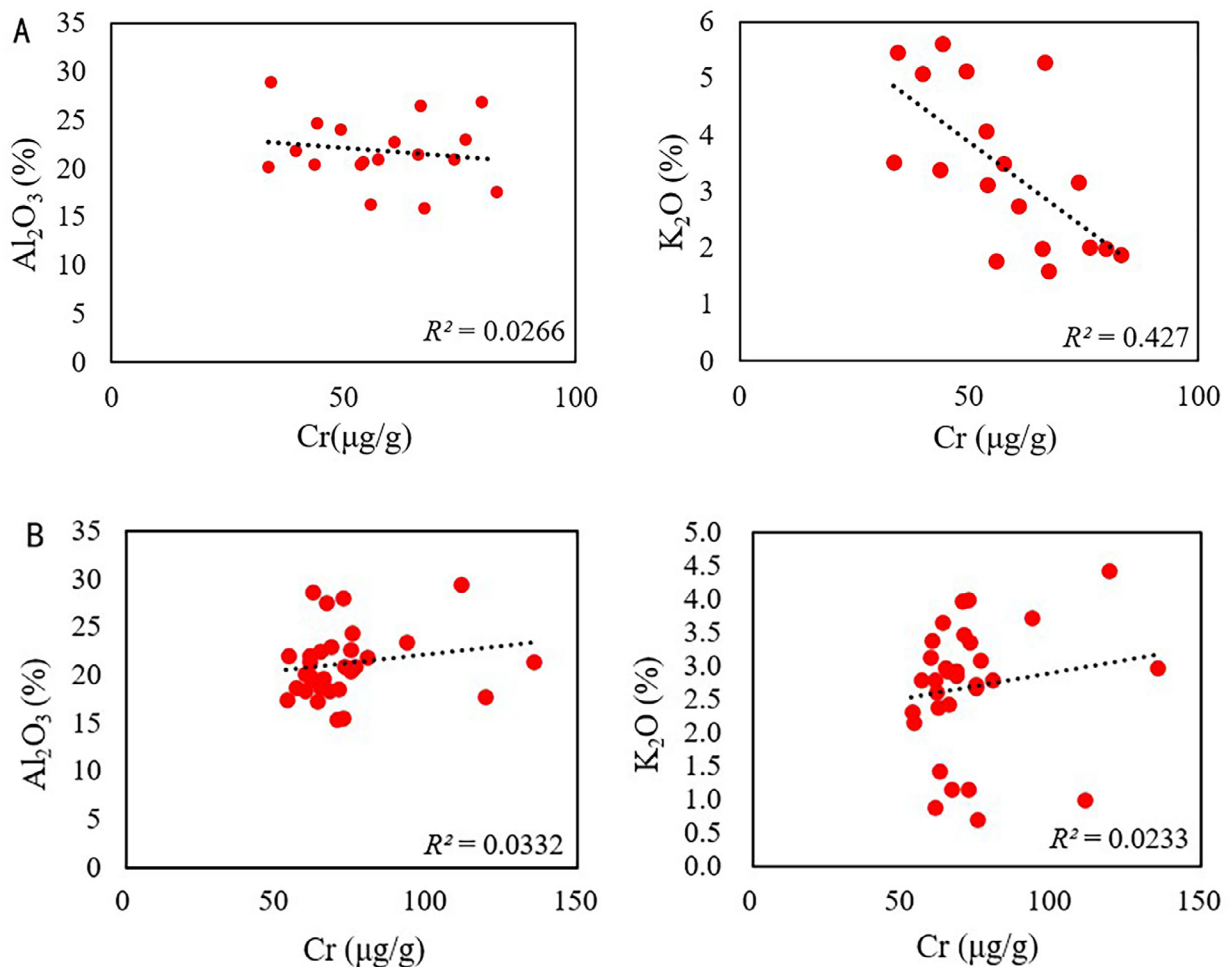 A
35
30
25
20
15
10
5
0
Al₂O₃ (%)
R² = 0.0266
0 50 100
Cr(μg/g)
6
5
4
3
2
1
0
K₂O (%)
R² = 0.427
0 50 100
Cr (μg/g)
B
35
30
25
20
15
10
5
0
Al₂O₃ (%)
R² = 0.0332
0 50 100 150
Cr (μg/g)
5.0
4.5
4.0
3.5
3.0
2.5
2.0
1.5
1.0
0.5
0.0
K₂O (%)
R² = 0.0233
0 50 100 150
Cr (μg/g)